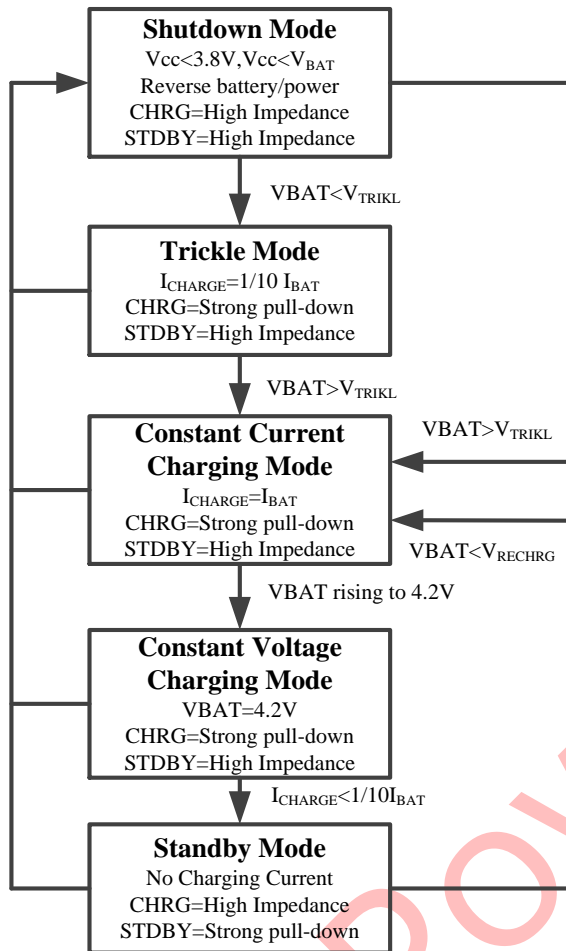 Shutdown Mode
Vcc<3.8V,Vcc<VBAT
Reverse battery/power
CHRG=High Impedance
STDBY=High Impedance
VBAT<VTRIKL
Trickle Mode
ICHARGE=1/10 IBAT
CHRG=Strong pull-down
STDBY=High Impedance
VBAT>VTRIKL
Constant Current
Charging Mode
ICHARGE=IBAT
CHRG=Strong pull-down
STDBY=High Impedance
VBAT>VTRIKL
VBAT<VRECHRG
VBAT rising to 4.2V
Constant Voltage
Charging Mode
VBAT=4.2V
CHRG=Strong pull-down
STDBY=High Impedance
ICHARGE<1/10IBAT
Standby Mode
No Charging Current
CHRG=High Impedance
STDBY=Strong pull-down